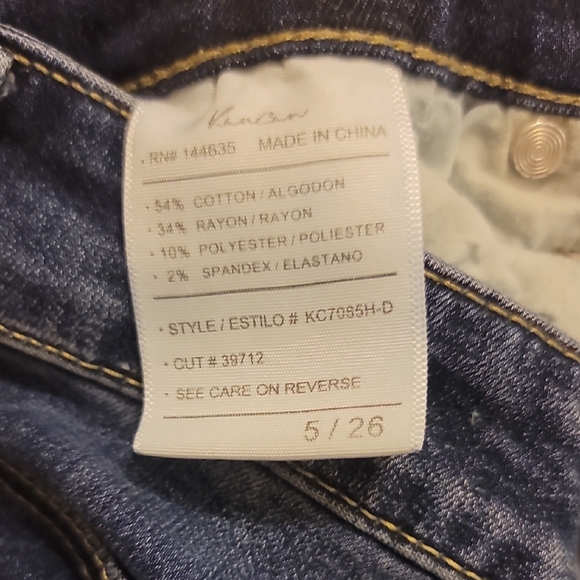 Kancan
· RN# 144635 MADE IN CHINA
· 54% COTTON / ALGODON
· 34% RAYON / RAYON
· 10% POLYESTER / POLIESTER
· 2% SPANDEX / ELASTANO
· STYLE / ESTILO # KC7085H-D
· CUT # 39712
· SEE CARE ON REVERSE
5 / 26